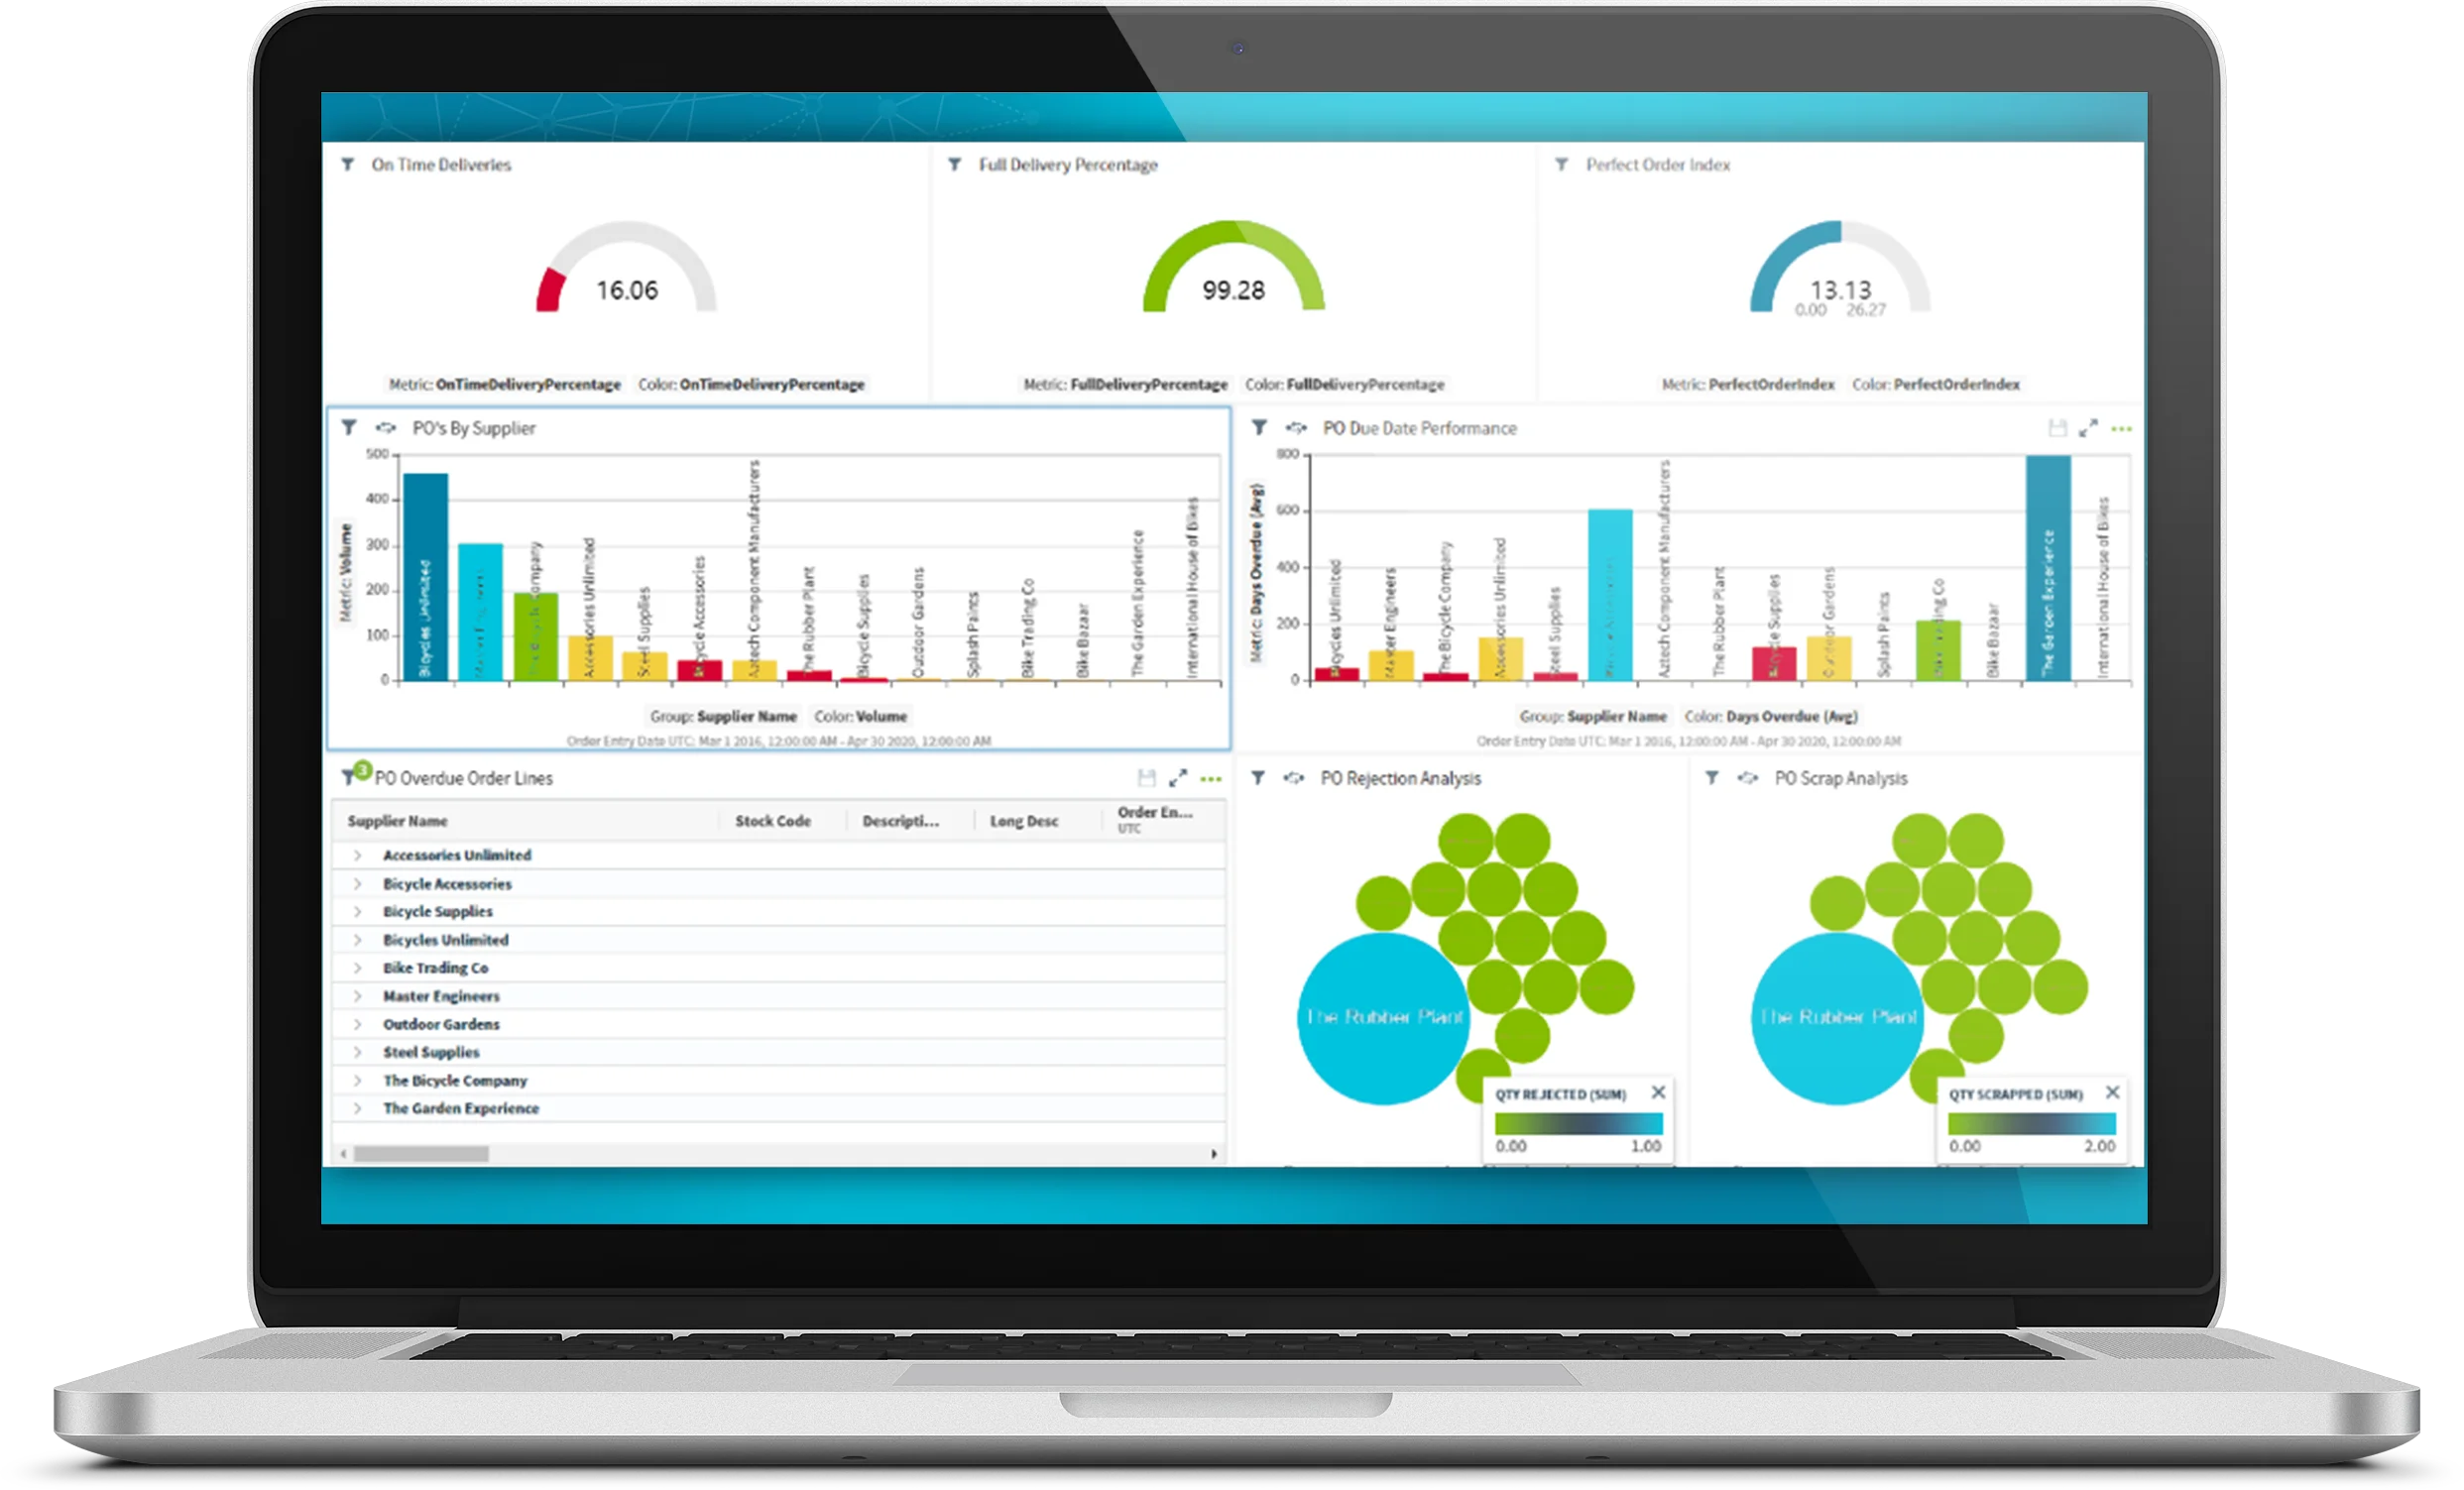 On Time Deliveries
16.06
Metric: OnTimeDeliveryPercentage Color: OnTimeDeliveryPercentage
Full Delivery Percentage
99.28
Metric: FullDeliveryPercentage Color: FullDeliveryPercentage
Perfect Order Index
13.13
0.00 26.27
Metric: PerfectOrderIndex Color: PerfectOrderIndex
PO's By Supplier
Metric: Volume
500
400
300
200
100
0
Bicycles Unlimited
Accessories Unlimited
Steel Supplies
Bicycle Accessories
Aztech Component Manufacturers
The Rubber Plant
Bicycle Supplies
Outdoor Gardens
Splash Paints
Bike Trading Co
Bike Bazaar
The Garden Experience
International House of Bikes
Group: Supplier Name Color: Volume
Order Entry Date UTC: Mar 1 2016, 12:00:00 AM - Apr 30 2020, 12:00:00 AM
PO Due Date Performance
Metric: Days Overdue (Avg)
800
600
400
200
0
Bicycles Unlimited
Master Engineers
The Bicycle Company
Accessories Unlimited
Steel Supplies
Aztech Component Manufacturers
The Rubber Plant
Bicycle Supplies
Outdoor Gardens
Splash Paints
Bike Trading Co
Bike Bazaar
The Garden Experience
International House of Bikes
Group: Supplier Name Color: Days Overdue (Avg)
Order Entry Date UTC: Mar 1 2016, 12:00:00 AM - Apr 30 2020, 12:00:00 AM
3
PO Overdue Order Lines
Supplier Name Stock Code Descripti... Long Desc Order En...
UTC
Accessories Unlimited
Bicycle Accessories
Bicycle Supplies
Bicycles Unlimited
Bike Trading Co
Master Engineers
Outdoor Gardens
Steel Supplies
The Bicycle Company
The Garden Experience
PO Rejection Analysis
The Rubber Plant
QTY REJECTED (SUM)
0.00 1.00
PO Scrap Analysis
The Rubber Plant
QTY SCRAPPED (SUM)
0.00 2.00